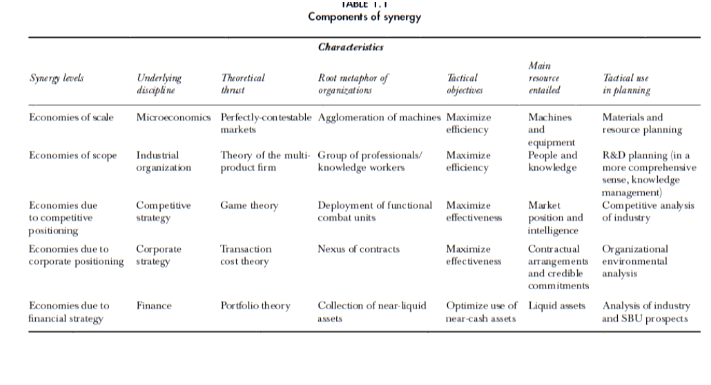 TABLE 1.1
Components of synergy
Characteristics
Synergy levels Underlying discipline Theoretical thrust Root metaphor of organizations Tactical objectives Main resource entailed Tactical use in planning
Economies of scale Microeconomics Perfectly-contestable markets Agglomeration of machines Maximize efficiency Machines and equipment Materials and resource planning
Economies of scope Industrial organization Theory of the multi-product firm Group of professionals/ knowledge workers Maximize efficiency People and knowledge R&D planning (in a more comprehensive sense, knowledge management)
Economies due to competitive positioning Competitive strategy Game theory Deployment of functional combat units Maximize effectiveness Market position and intelligence Competitive analysis of industry
Economies due to corporate positioning Corporate strategy Transaction cost theory Nexus of contracts Maximize effectiveness Contractual arrangements and credible commitments Organizational environmental analysis
Economies due to financial strategy Finance Portfolio theory Collection of near-liquid assets Optimize use of near-cash assets Liquid assets Analysis of industry and SBU prospects